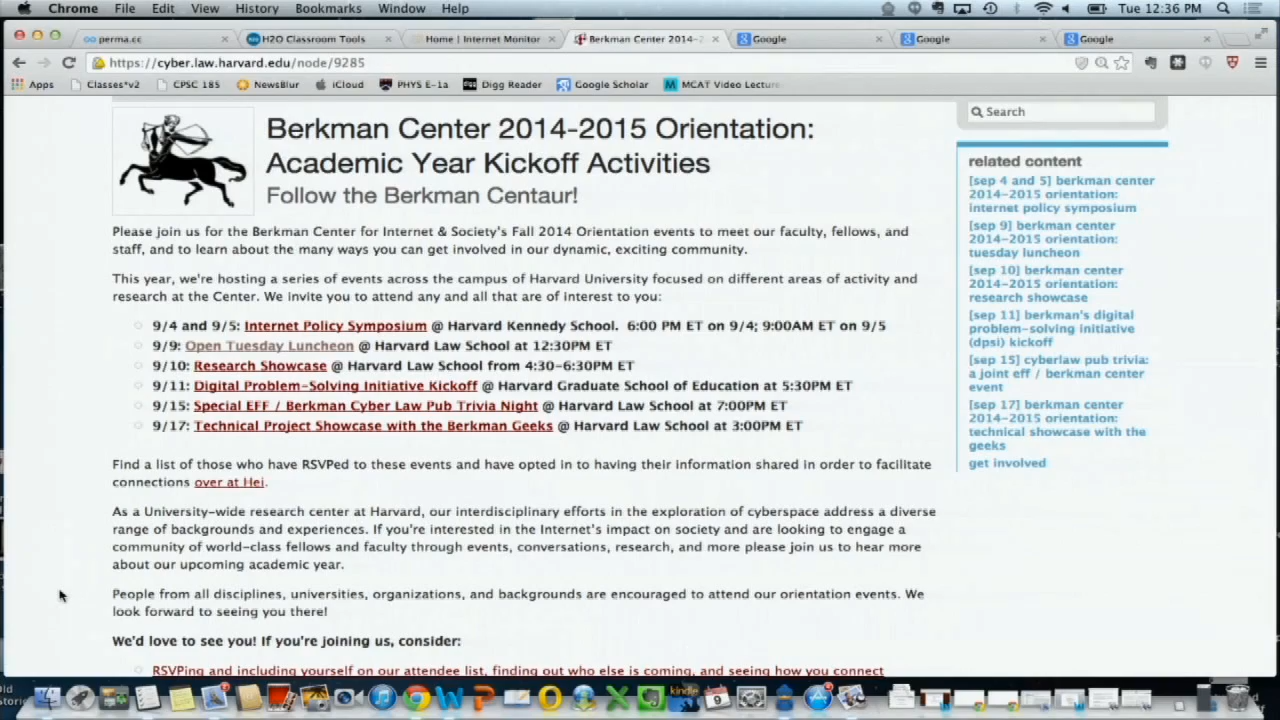 Chrome File Edit View History Bookmarks Window Help Tue 12:36 PM
perma.cc H2O Classroom Tools Home | Internet Monitor Berkman Center 2014-2 Google Google Google
https://cyber.law.harvard.edu/node/9285
Apps Classes*v2 CPSC 185 NewsBlur iCloud PHYS E-1a Digg Reader Google Scholar MCAT Video Lectur
Berkman Center 2014-2015 Orientation:
Academic Year Kickoff Activities
Follow the Berkman Centaur!
Please join us for the Berkman Center for Internet & Society's Fall 2014 Orientation events to meet our faculty, fellows, and
staff, and to learn about the many ways you can get involved in our dynamic, exciting community.
This year, we're hosting a series of events across the campus of Harvard University focused on different areas of activity and
research at the Center. We invite you to attend any and all that are of interest to you:
9/4 and 9/5: Internet Policy Symposium @ Harvard Kennedy School. 6:00 PM ET on 9/4; 9:00AM ET on 9/5
9/9: Open Tuesday Luncheon @ Harvard Law School at 12:30PM ET
9/10: Research Showcase @ Harvard Law School from 4:30-6:30PM ET
9/11: Digital Problem-Solving Initiative Kickoff @ Harvard Graduate School of Education at 5:30PM ET
9/15: Special EFF / Berkman Cyber Law Pub Trivia Night @ Harvard Law School at 7:00PM ET
9/17: Technical Project Showcase with the Berkman Geeks @ Harvard Law School at 3:00PM ET
Find a list of those who have RSVPed to these events and have opted in to having their information shared in order to facilitate
connections over at Hei.
As a University-wide research center at Harvard, our interdisciplinary efforts in the exploration of cyberspace address a diverse
range of backgrounds and experiences. If you're interested in the Internet's impact on society and are looking to engage a
community of world-class fellows and faculty through events, conversations, research, and more please join us to hear more
about our upcoming academic year.
People from all disciplines, universities, organizations, and backgrounds are encouraged to attend our orientation events. We
look forward to seeing you there!
We'd love to see you! If you're joining us, consider:
RSVPing and including yourself on our attendee list, finding out who else is coming, and seeing how you connect
Search
related content
[sep 4 and 5] berkman center
2014-2015 orientation:
internet policy symposium
[sep 9] berkman center
2014-2015 orientation:
tuesday luncheon
[sep 10] berkman center
2014-2015 orientation:
research showcase
[sep 11] berkman's digital
problem-solving initiative
(dpsi) kickoff
[sep 15] cyberlaw pub trivia:
a joint eff / berkman center
event
[sep 17] berkman center
2014-2015 orientation:
technical showcase with the
geeks
get involved
kindle
9